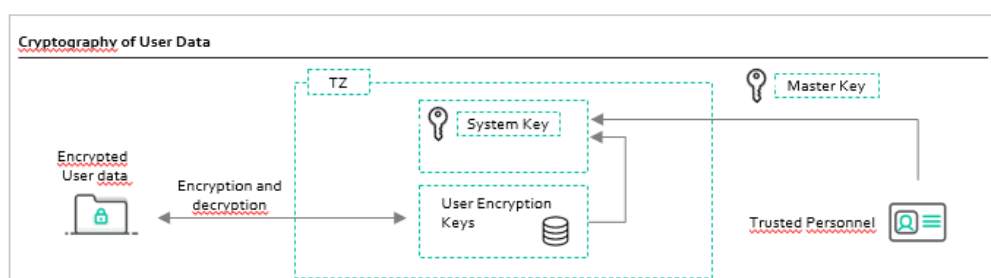 Cryptography of User Data
TZ
Master Key
System Key
Encrypted
User data
Encryption and
decryption
User Encryption
Keys
Trusted Personnel